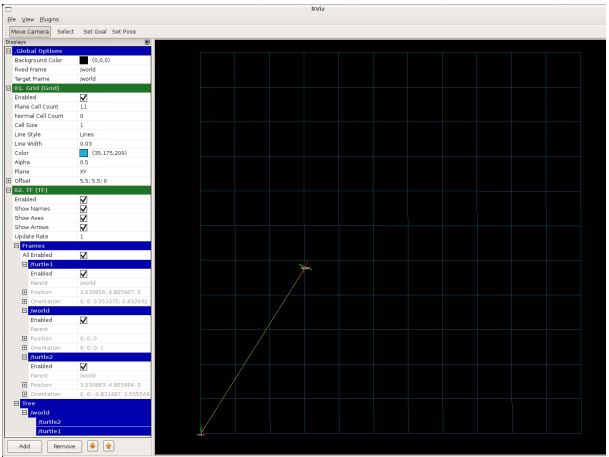 RViz
File View Plugins
Move Camera Select Set Goal Set Pose
Displays
.Global Options
Background Color (0,0,0)
Fixed Frame /world
Target Frame /world
01. Grid (Grid)
Enabled
Plane Cell Count 11
Normal Cell Count 0
Cell Size 1
Line Style Lines
Line Width 0.03
Color (35,175,209)
Alpha 0.5
Plane XY
Offset 5.5; 5.5; 0
02. TF (TF)
Enabled
Show Names
Show Axes
Show Arrows
Update Rate 1
Frames
All Enabled
/turtle1
Enabled
Parent /world
Position 3.030856; 4.805967; 0
Orientation 0; 0; 0.553375; 0.832932
/world
Enabled
Parent
Position 0; 0; 0
Orientation 0; 0; 0; 1
/turtle2
Enabled
Parent /world
Position 3.030863; 4.805984; 0
Orientation 0; 0; -0.831487; 0.555544
Tree
/world
/turtle2
/turtle1
Add Remove